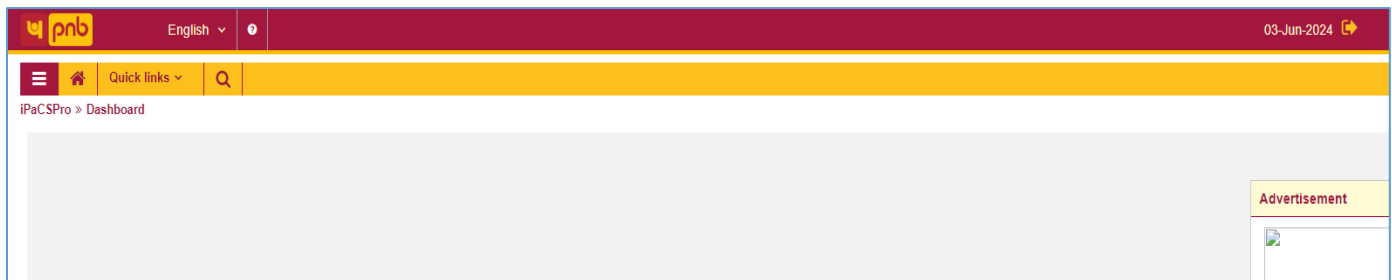 ਪ pnb English ? 03-Jun-2024
Quick links
iPaCSPro » Dashboard
Advertisement